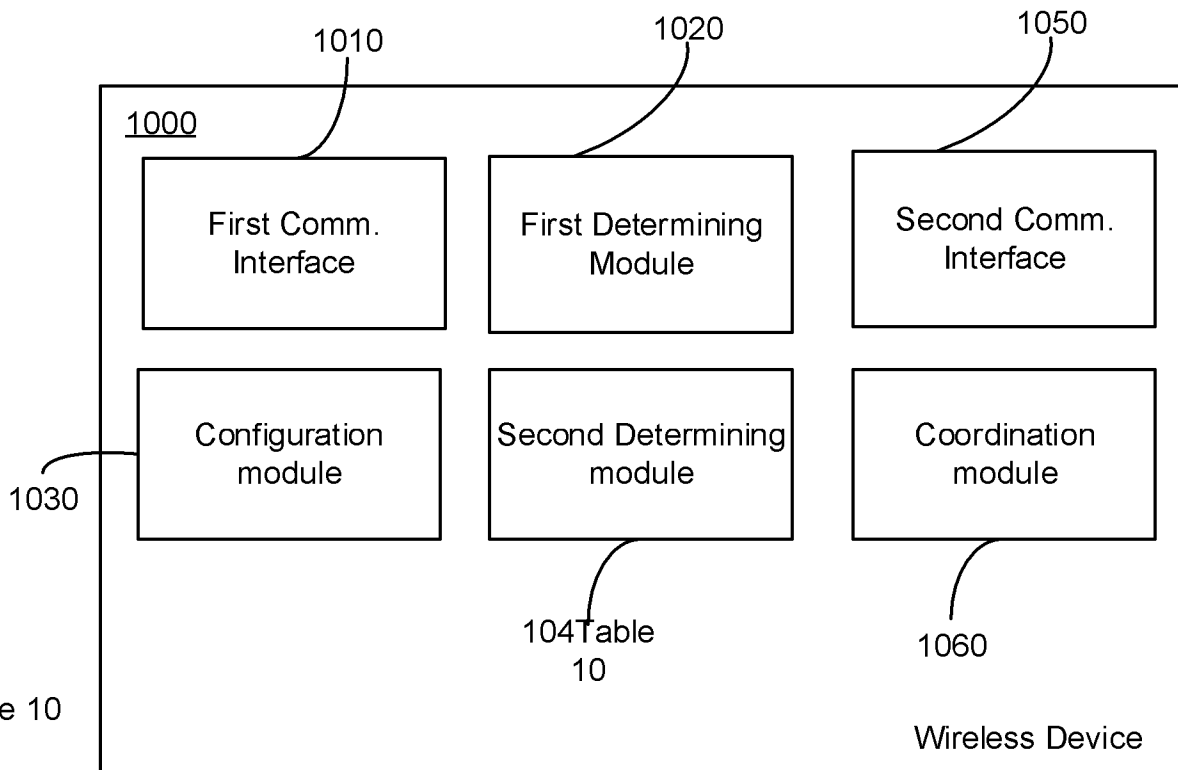 1010
1020
1050
1000
First Comm.
Interface
First Determining
Module
Second Comm.
Interface
Configuration
module
Second Determining
module
Coordination
module
1030
104Table
10
1060
e 10
Wireless Device